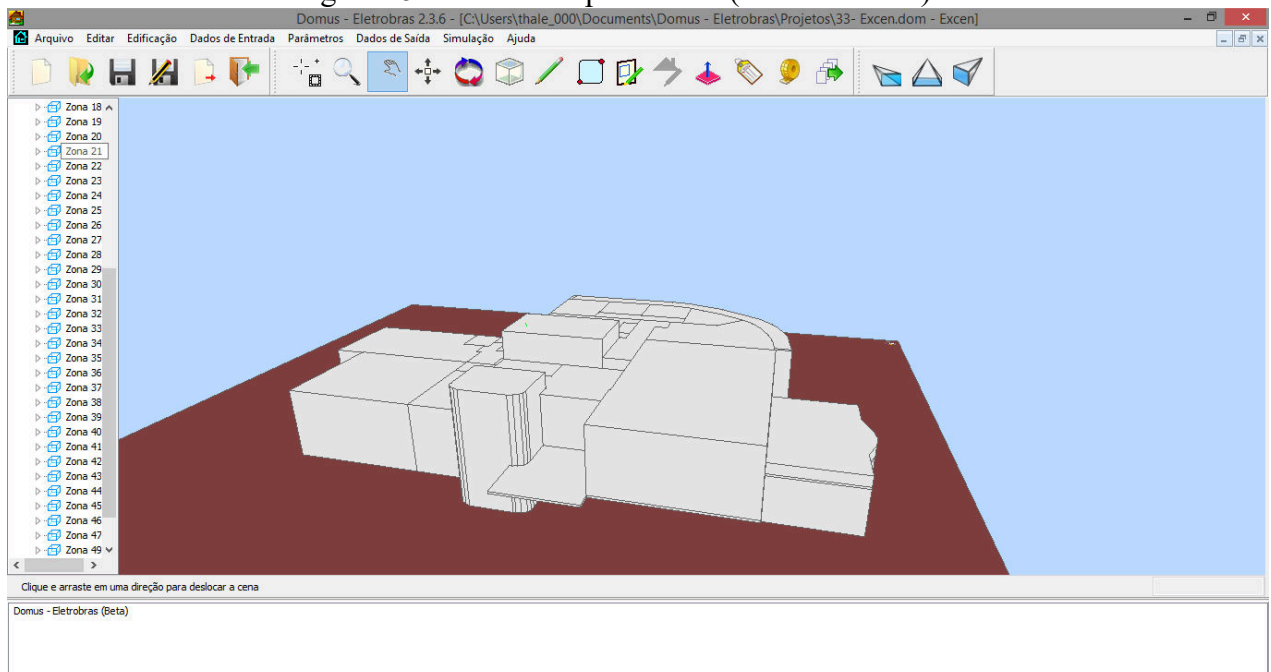 Domus - Eletrobras 2.3.6 - [C:\Users\thale_000\Documents\Domus - Eletrobras\Projetos\33- Excen.dom - Excen]
Arquivo Editar Edificação Dados de Entrada Parâmetros Dados de Saída Simulação Ajuda
Zona 18
Zona 19
Zona 20
Zona 21
Zona 22
Zona 23
Zona 24
Zona 25
Zona 26
Zona 27
Zona 28
Zona 29
Zona 30
Zona 31
Zona 32
Zona 33
Zona 34
Zona 35
Zona 36
Zona 37
Zona 38
Zona 39
Zona 40
Zona 41
Zona 42
Zona 43
Zona 44
Zona 45
Zona 46
Zona 47
Zona 49
Clique e arraste em uma direção para deslocar a cena
Domus - Eletrobras (Beta)